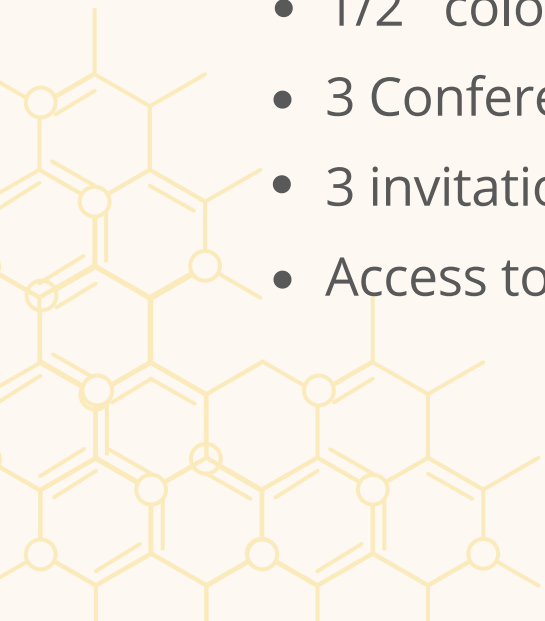 • 1/2 colo
• 3 Confere
• 3 invitatio
• Access to